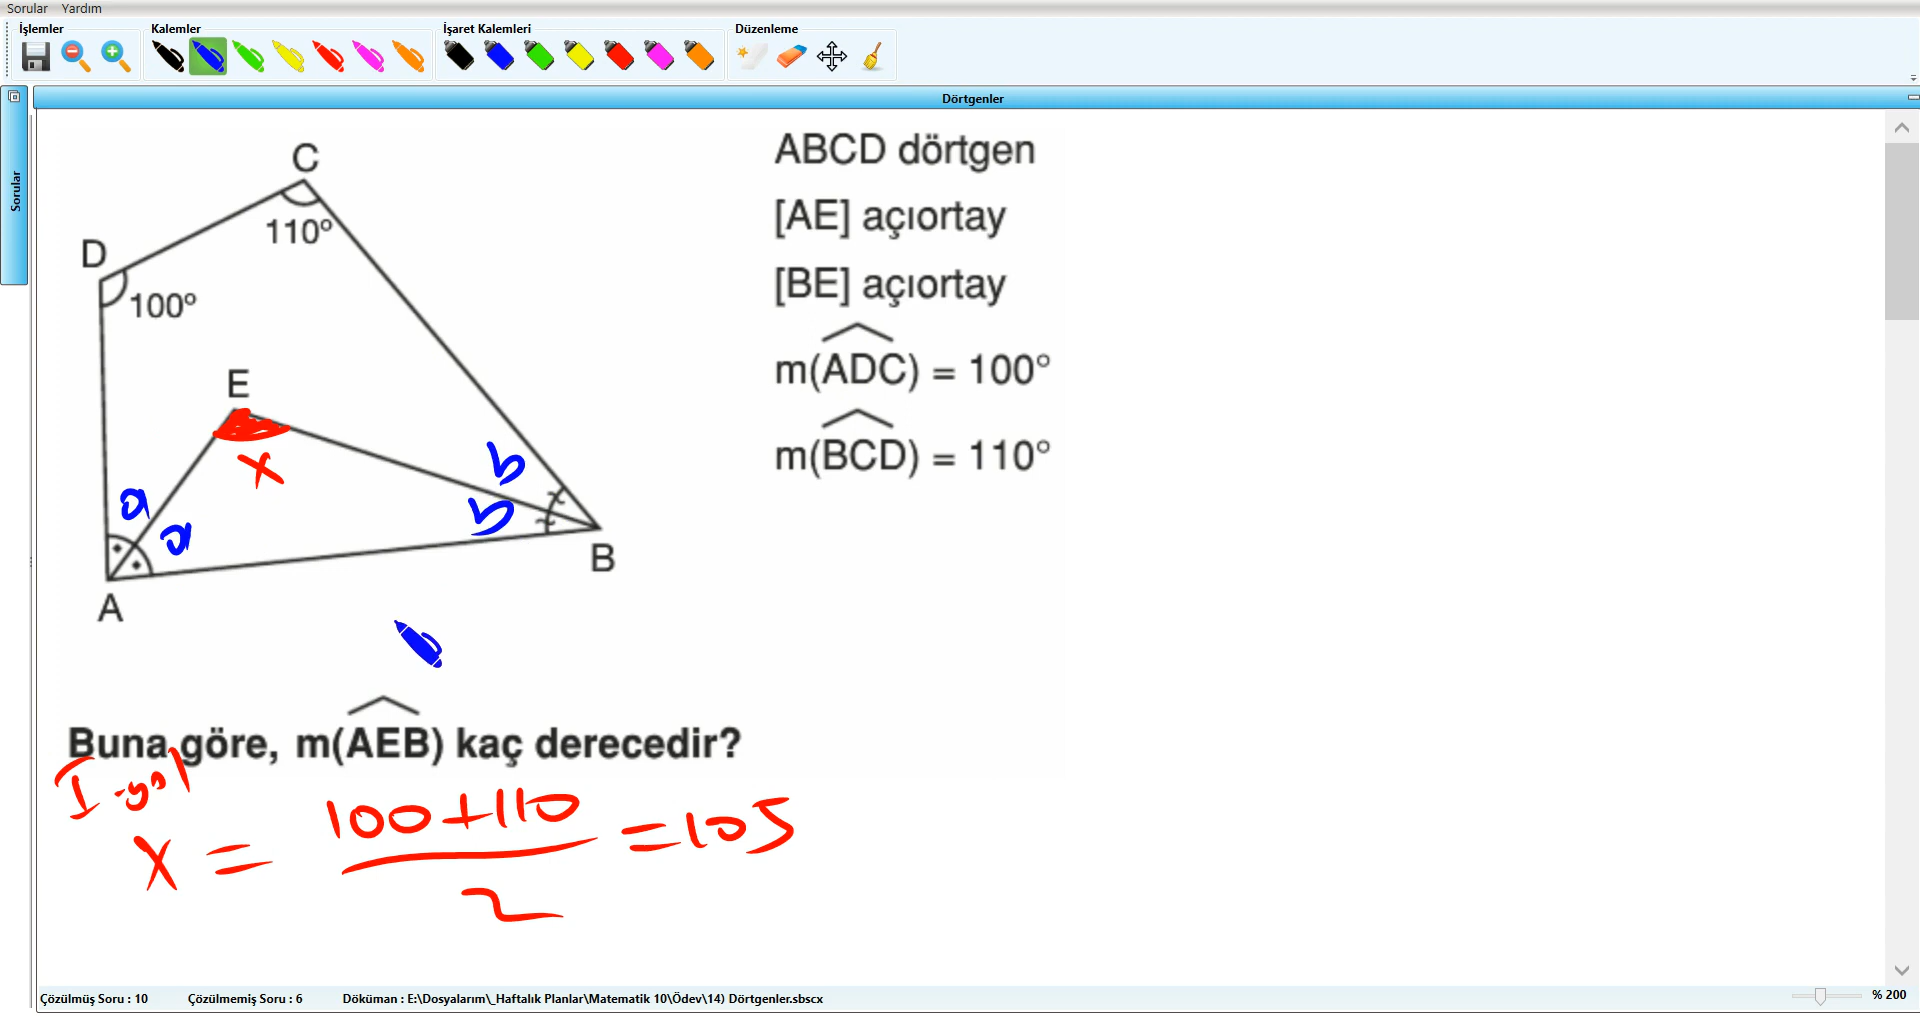 Sorular Yardım
İşlemler Kalemler İşaret Kalemleri Düzenleme
Dörtgenler
Sorular
C
110°
D
100°
E
x
b
b
a
a
B
A
ABCD dörtgen
[AE] açıortay
[BE] açıortay
m(ADC) = 100°
m(BCD) = 110°
Buna göre, m(AEB) kaç derecedir?
I.yol
x = 100+110 = 105
2
Çözülmüş Soru : 10 Çözülmemiş Soru : 6 Döküman : E:\Dosyalarım\_Haftalık Planlar\Matematik 10\Ödev\14) Dörtgenler.sbscx % 200